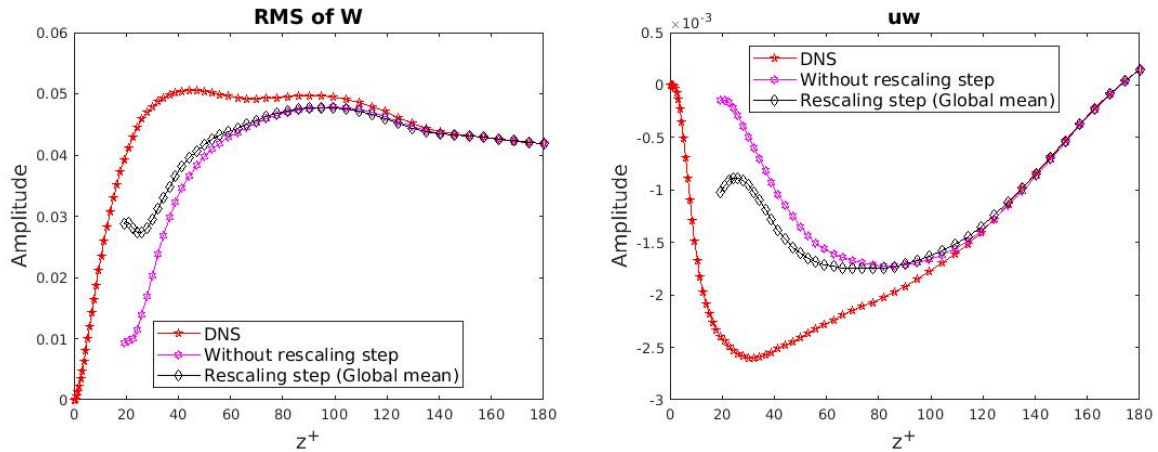 RMS of W
0.06
0.05
0.04
0.03
0.02
0.01
0
Amplitude
DNS
Without rescaling step
Rescaling step (Global mean)
0 20 40 60 80 100 120 140 160 180
z+
uw
×10-3
0.5
0
-0.5
-1
-1.5
-2
-2.5
-3
Amplitude
DNS
Without rescaling step
Rescaling step (Global mean)
0 20 40 60 80 100 120 140 160 180
z+